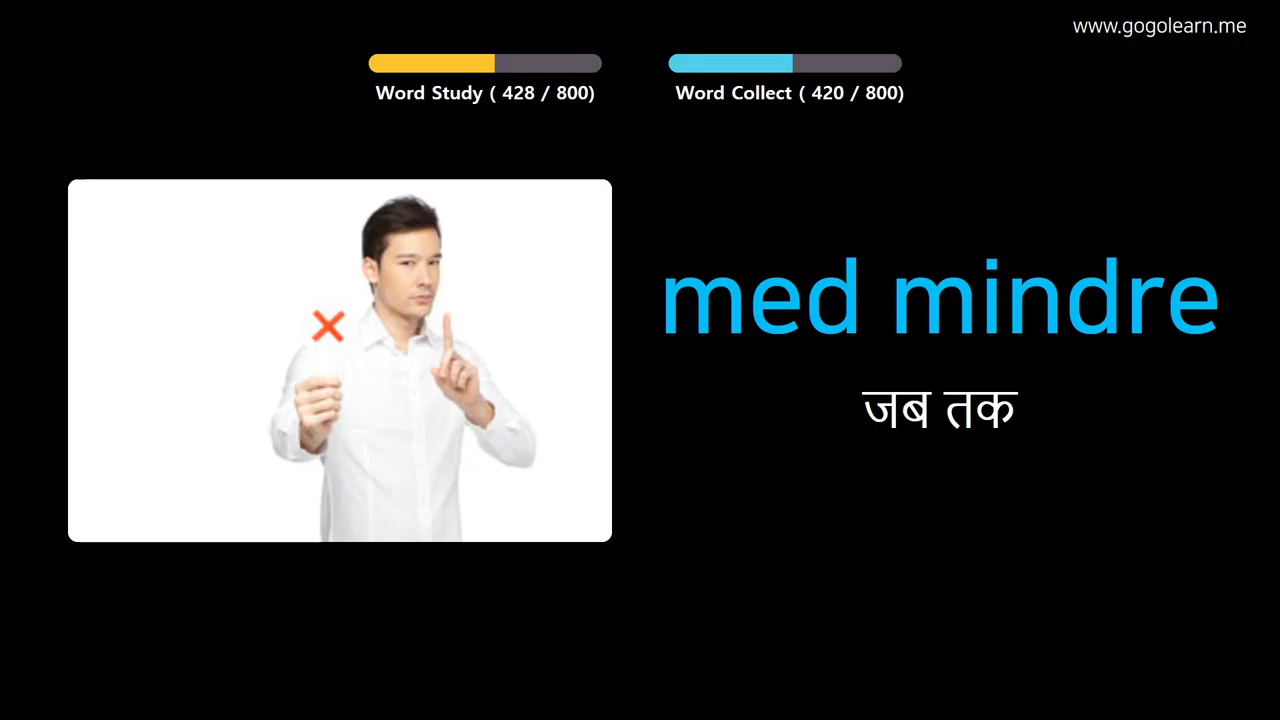 www.gogolearn.me
Word Study ( 428 / 800)
Word Collect ( 420 / 800)
med mindre
जब तक